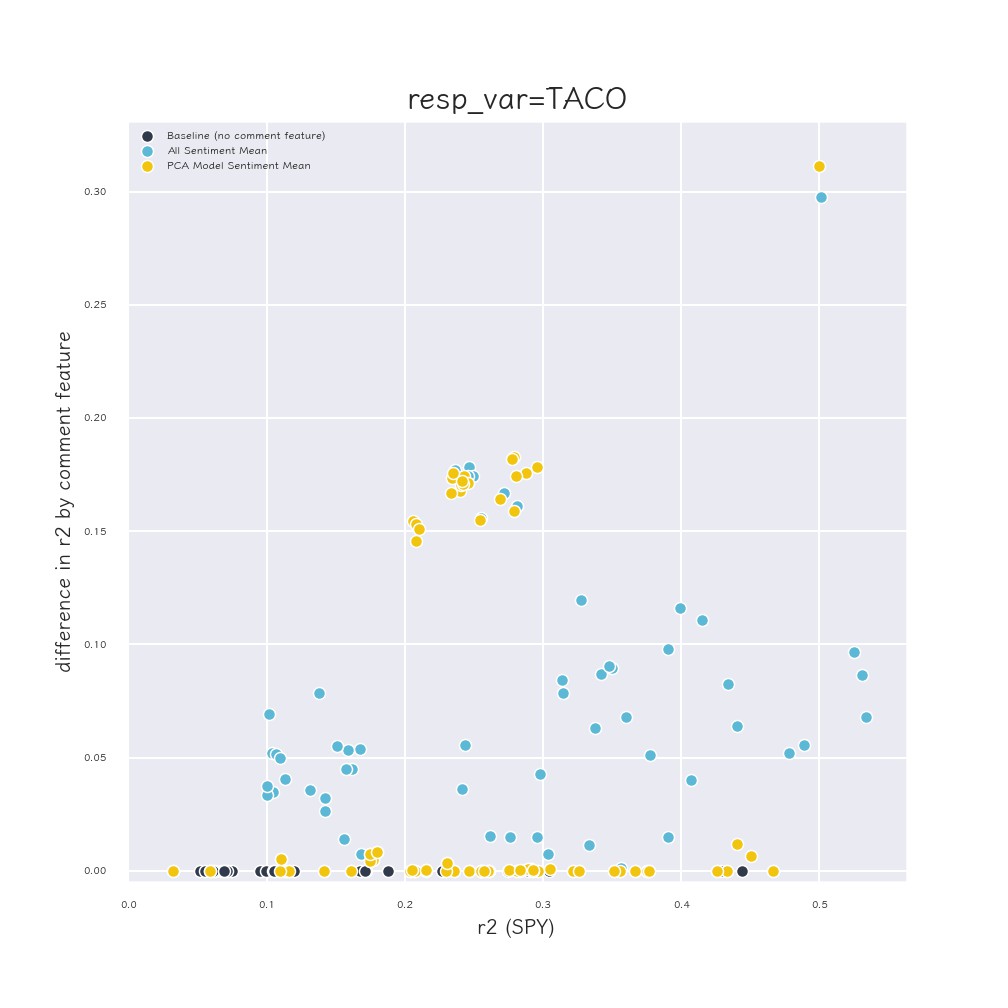 resp_var=TACO
Baseline (no comment feature)
All Sentiment Mean
PCA Model Sentiment Mean
0.30
0.25
0.20
0.15
0.10
0.05
0.00
difference in r2 by comment feature
0.0 0.1 0.2 0.3 0.4 0.5
r2 (SPY)